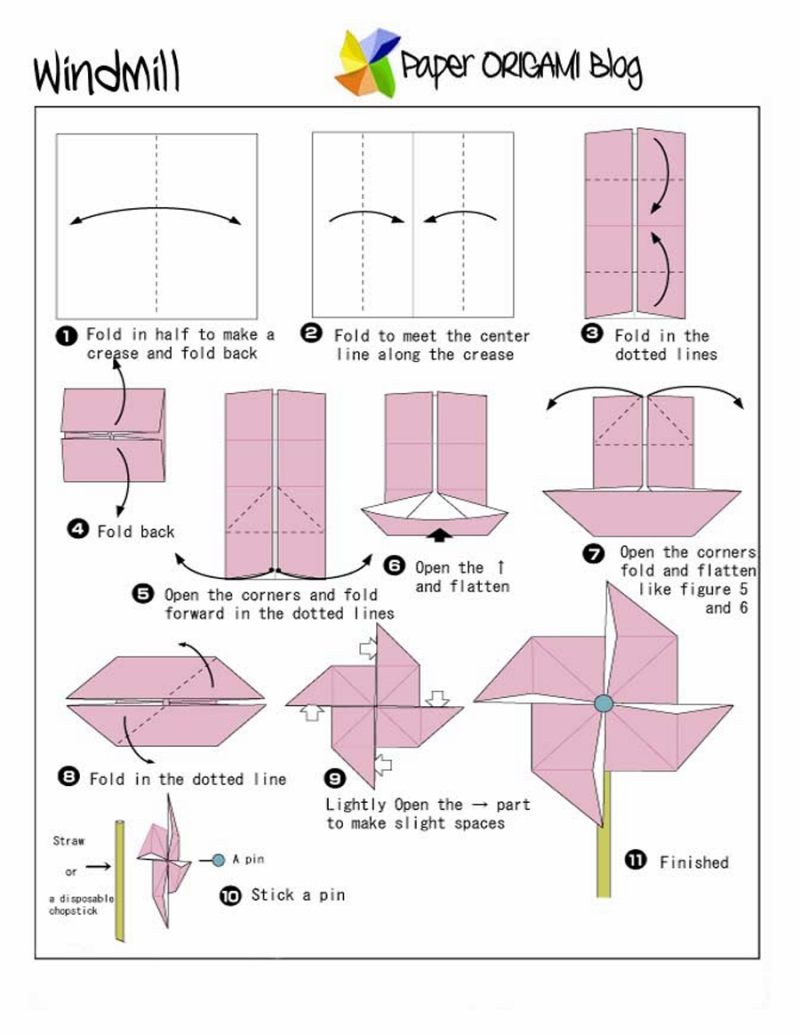 Windmill
Paper ORIGAMI Blog
1 Fold in half to make a
crease and fold back
2 Fold to meet the center
line along the crease
3 Fold in the
dotted lines
4 Fold back
5 Open the corners and fold
forward in the dotted lines
6 Open the ↑
and flatten
7 Open the corners
fold and flatten
like figure 5
and 6
8 Fold in the dotted line
9
Lightly Open the → part
to make slight spaces
Straw
or
a disposable
chopstick
A pin
10 Stick a pin
11 Finished